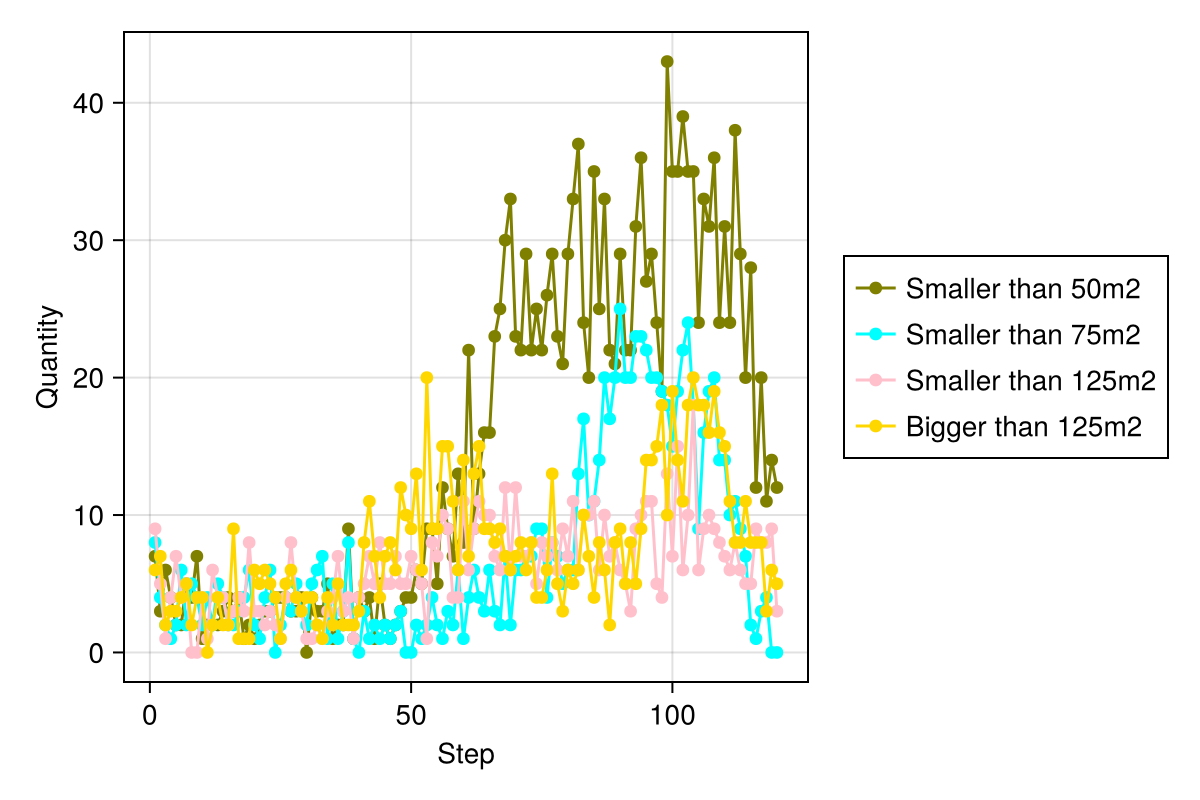 40
30
20
10
0
Quantity
0 50 100
Step
Smaller than 50m2
Smaller than 75m2
Smaller than 125m2
Bigger than 125m2